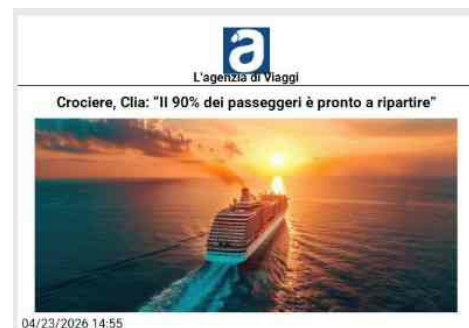 a
L'agenzia di Viaggi
Crociere, Clia: "Il 90% dei passeggeri è pronto a ripartire"
04/23/2026 14:55